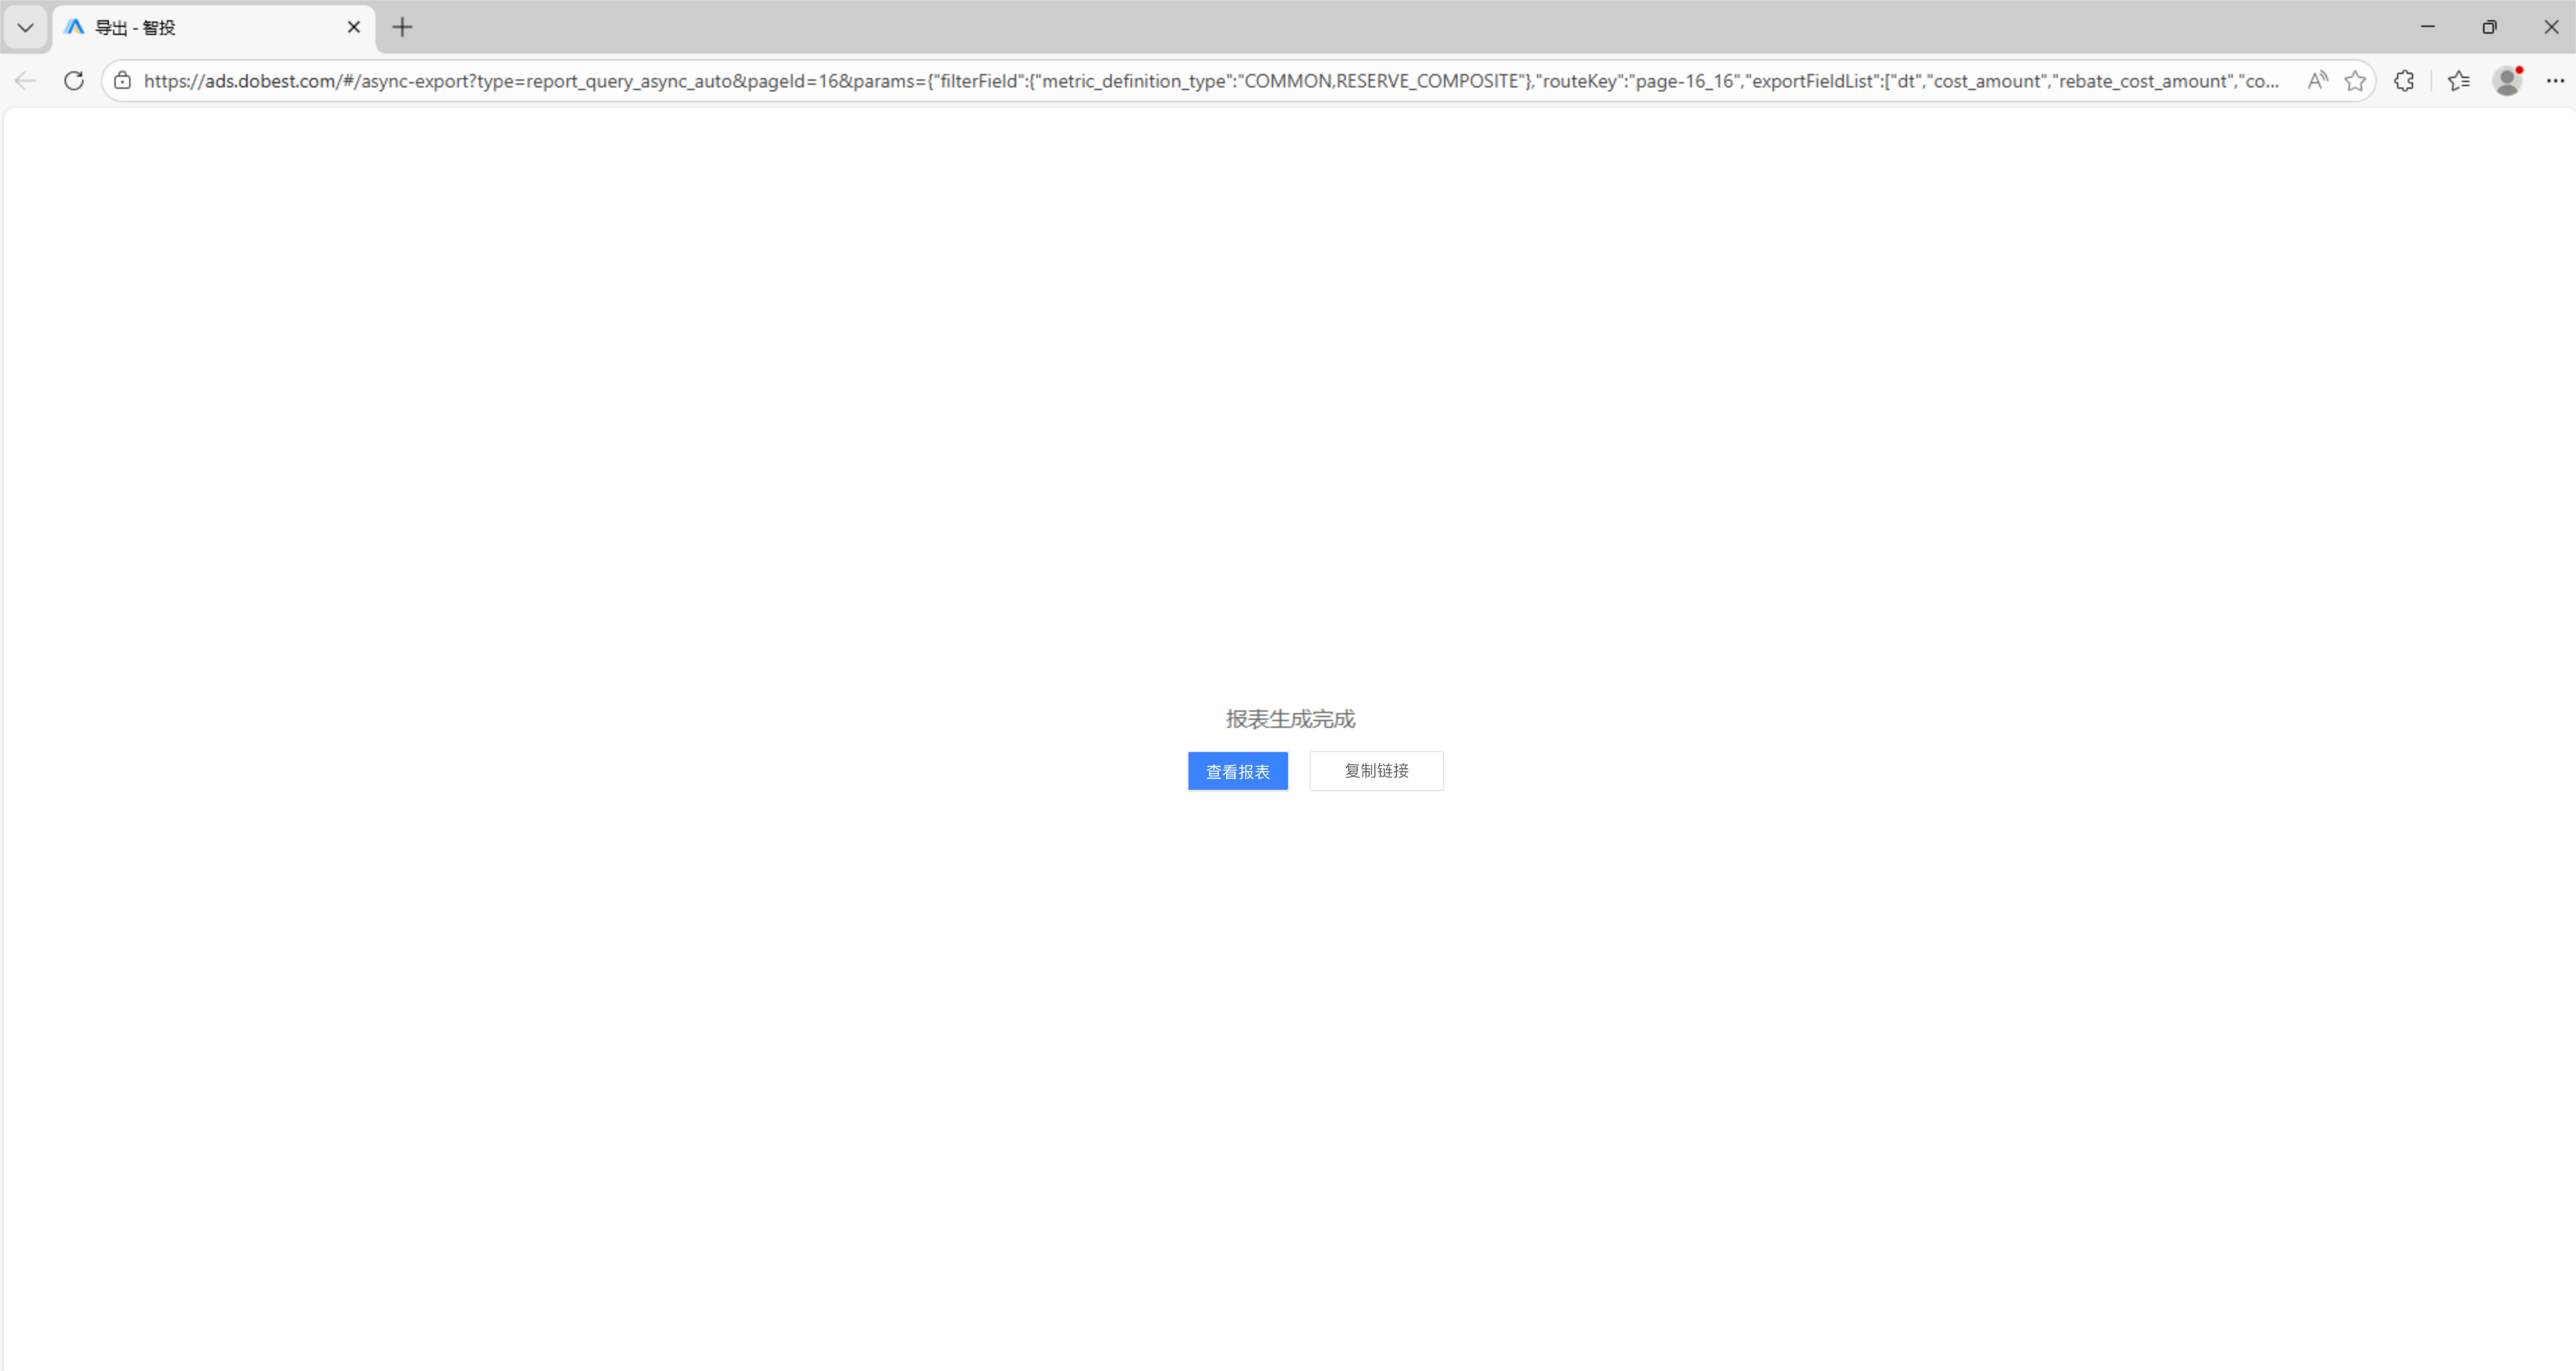 导出 - 智投
https://ads.dobest.com/#/async-export?type=report_query_async_auto&pageId=16&params={"filterField":{"metric_definition_type":"COMMON,RESERVE_COMPOSITE"},"routeKey":"page-16_16","exportFieldList":["dt","cost_amount","rebate_cost_amount","co...
报表生成完成
查看报表 复制链接